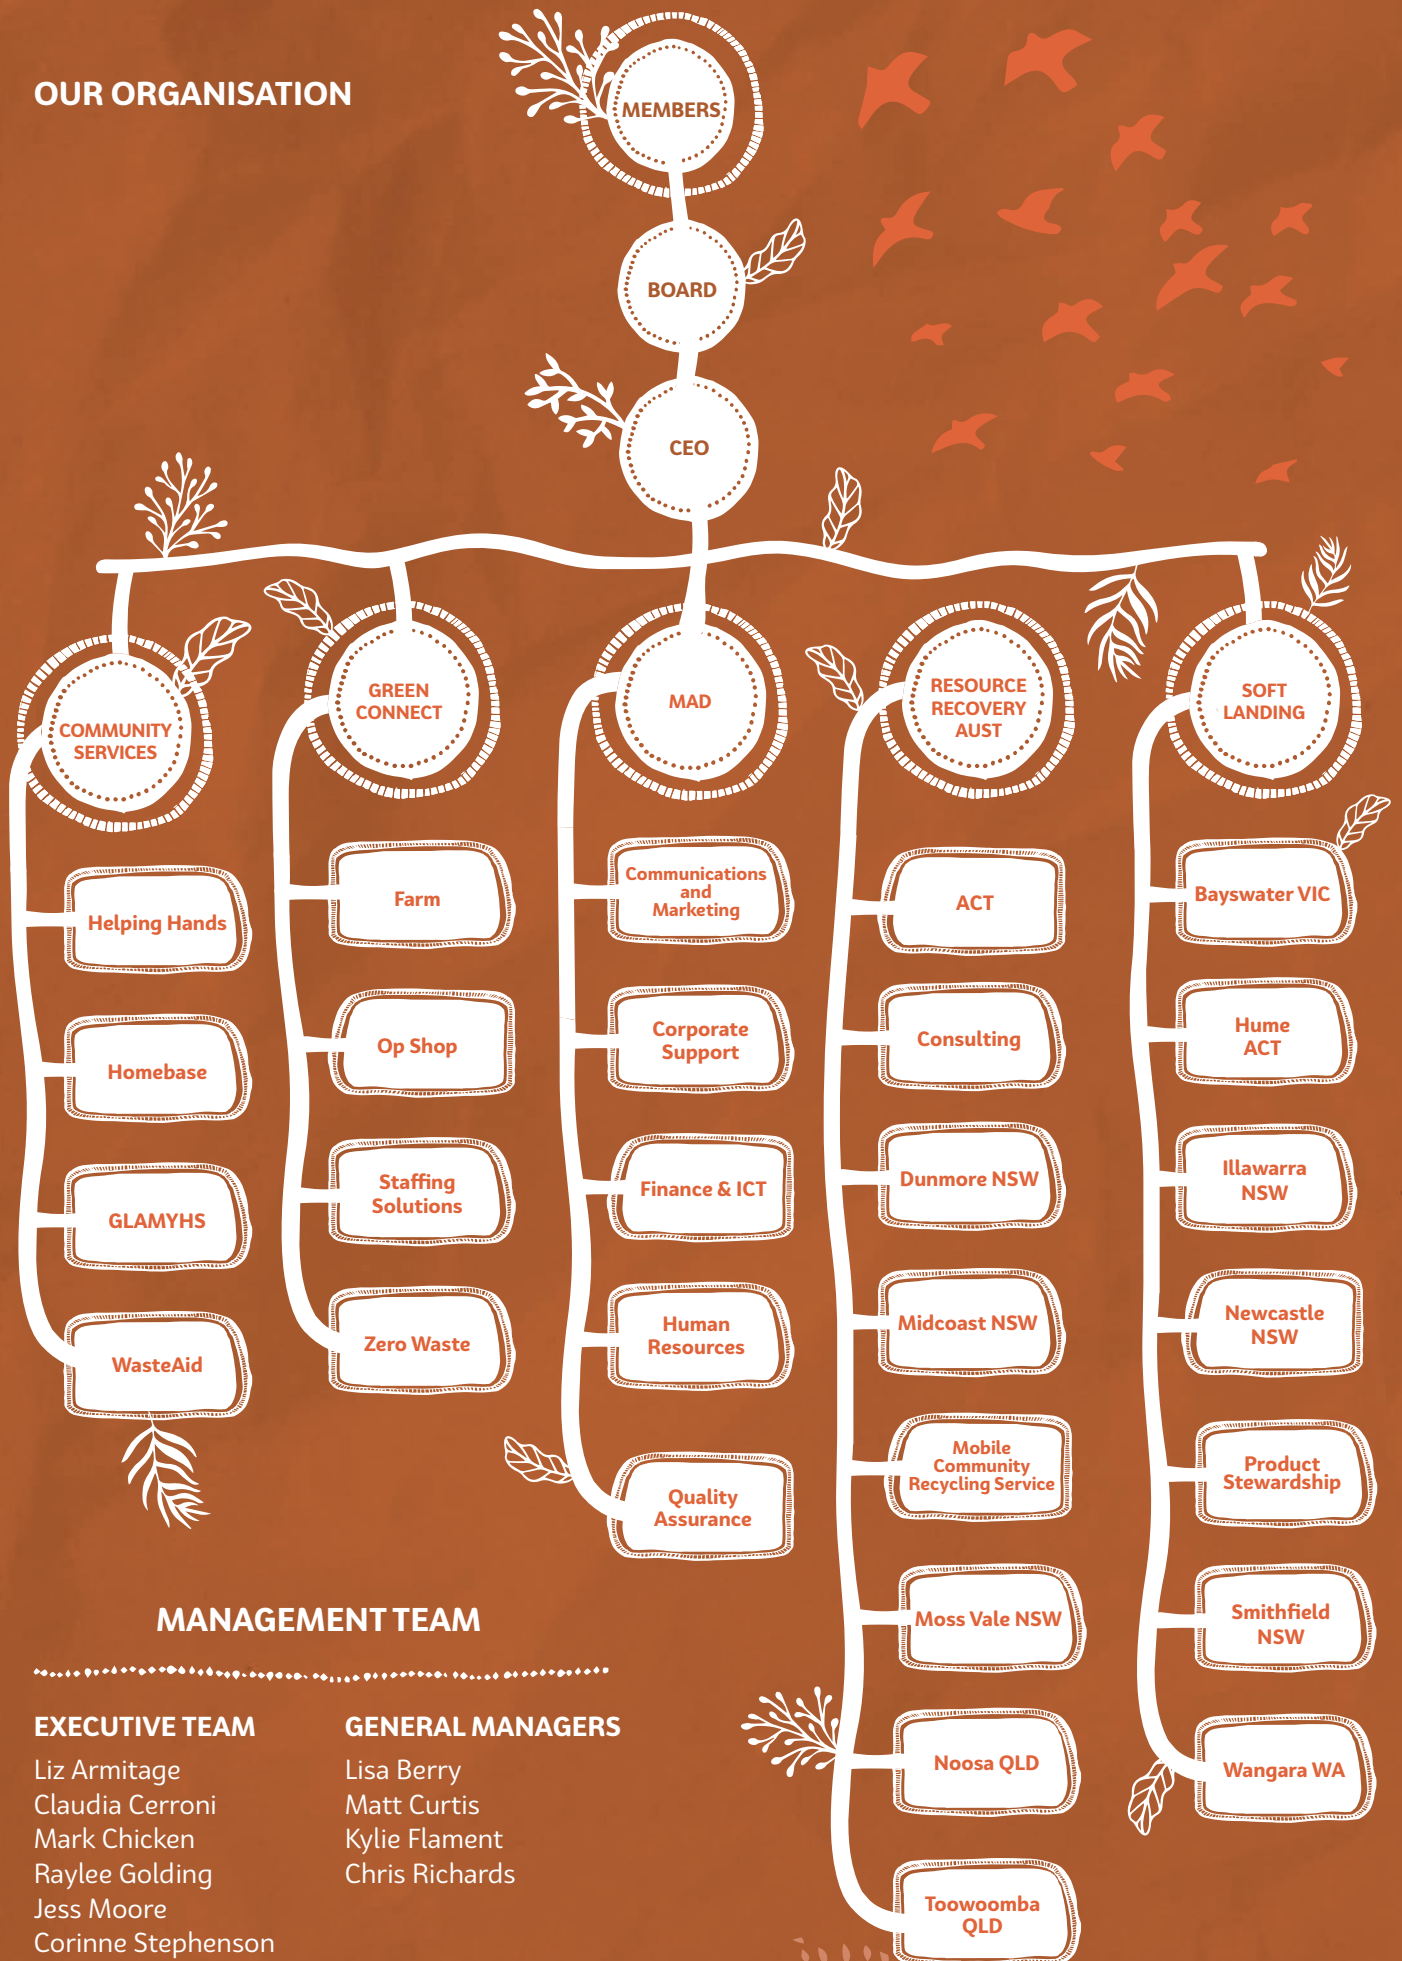 OUR ORGANISATION
MEMBERS
BOARD
CEO
COMMUNITY
SERVICES
Helping Hands
Homebase
GLAMYHS
WasteAid
GREEN
CONNECT
Farm
Op Shop
Staffing
Solutions
Zero Waste
MAD
Communications
and
Marketing
Corporate
Support
Finance & ICT
Human
Resources
Quality
Assurance
RESOURCE
RECOVERY
AUST
ACT
Consulting
Dunmore NSW
Midcoast NSW
Mobile
Community
Recycling Service
Moss Vale NSW
Noosa QLD
Toowoomba
QLD
SOFT
LANDING
Bayswater VIC
Hume
ACT
Illawarra
NSW
Newcastle
NSW
Product
Stewardship
Smithfield
NSW
Wangara WA
MANAGEMENT TEAM
EXECUTIVE TEAM
Liz Armitage
Claudia Cerroni
Mark Chicken
Raylee Golding
Jess Moore
Corinne Stephenson
GENERAL MANAGERS
Lisa Berry
Matt Curtis
Kylie Flament
Chris Richards